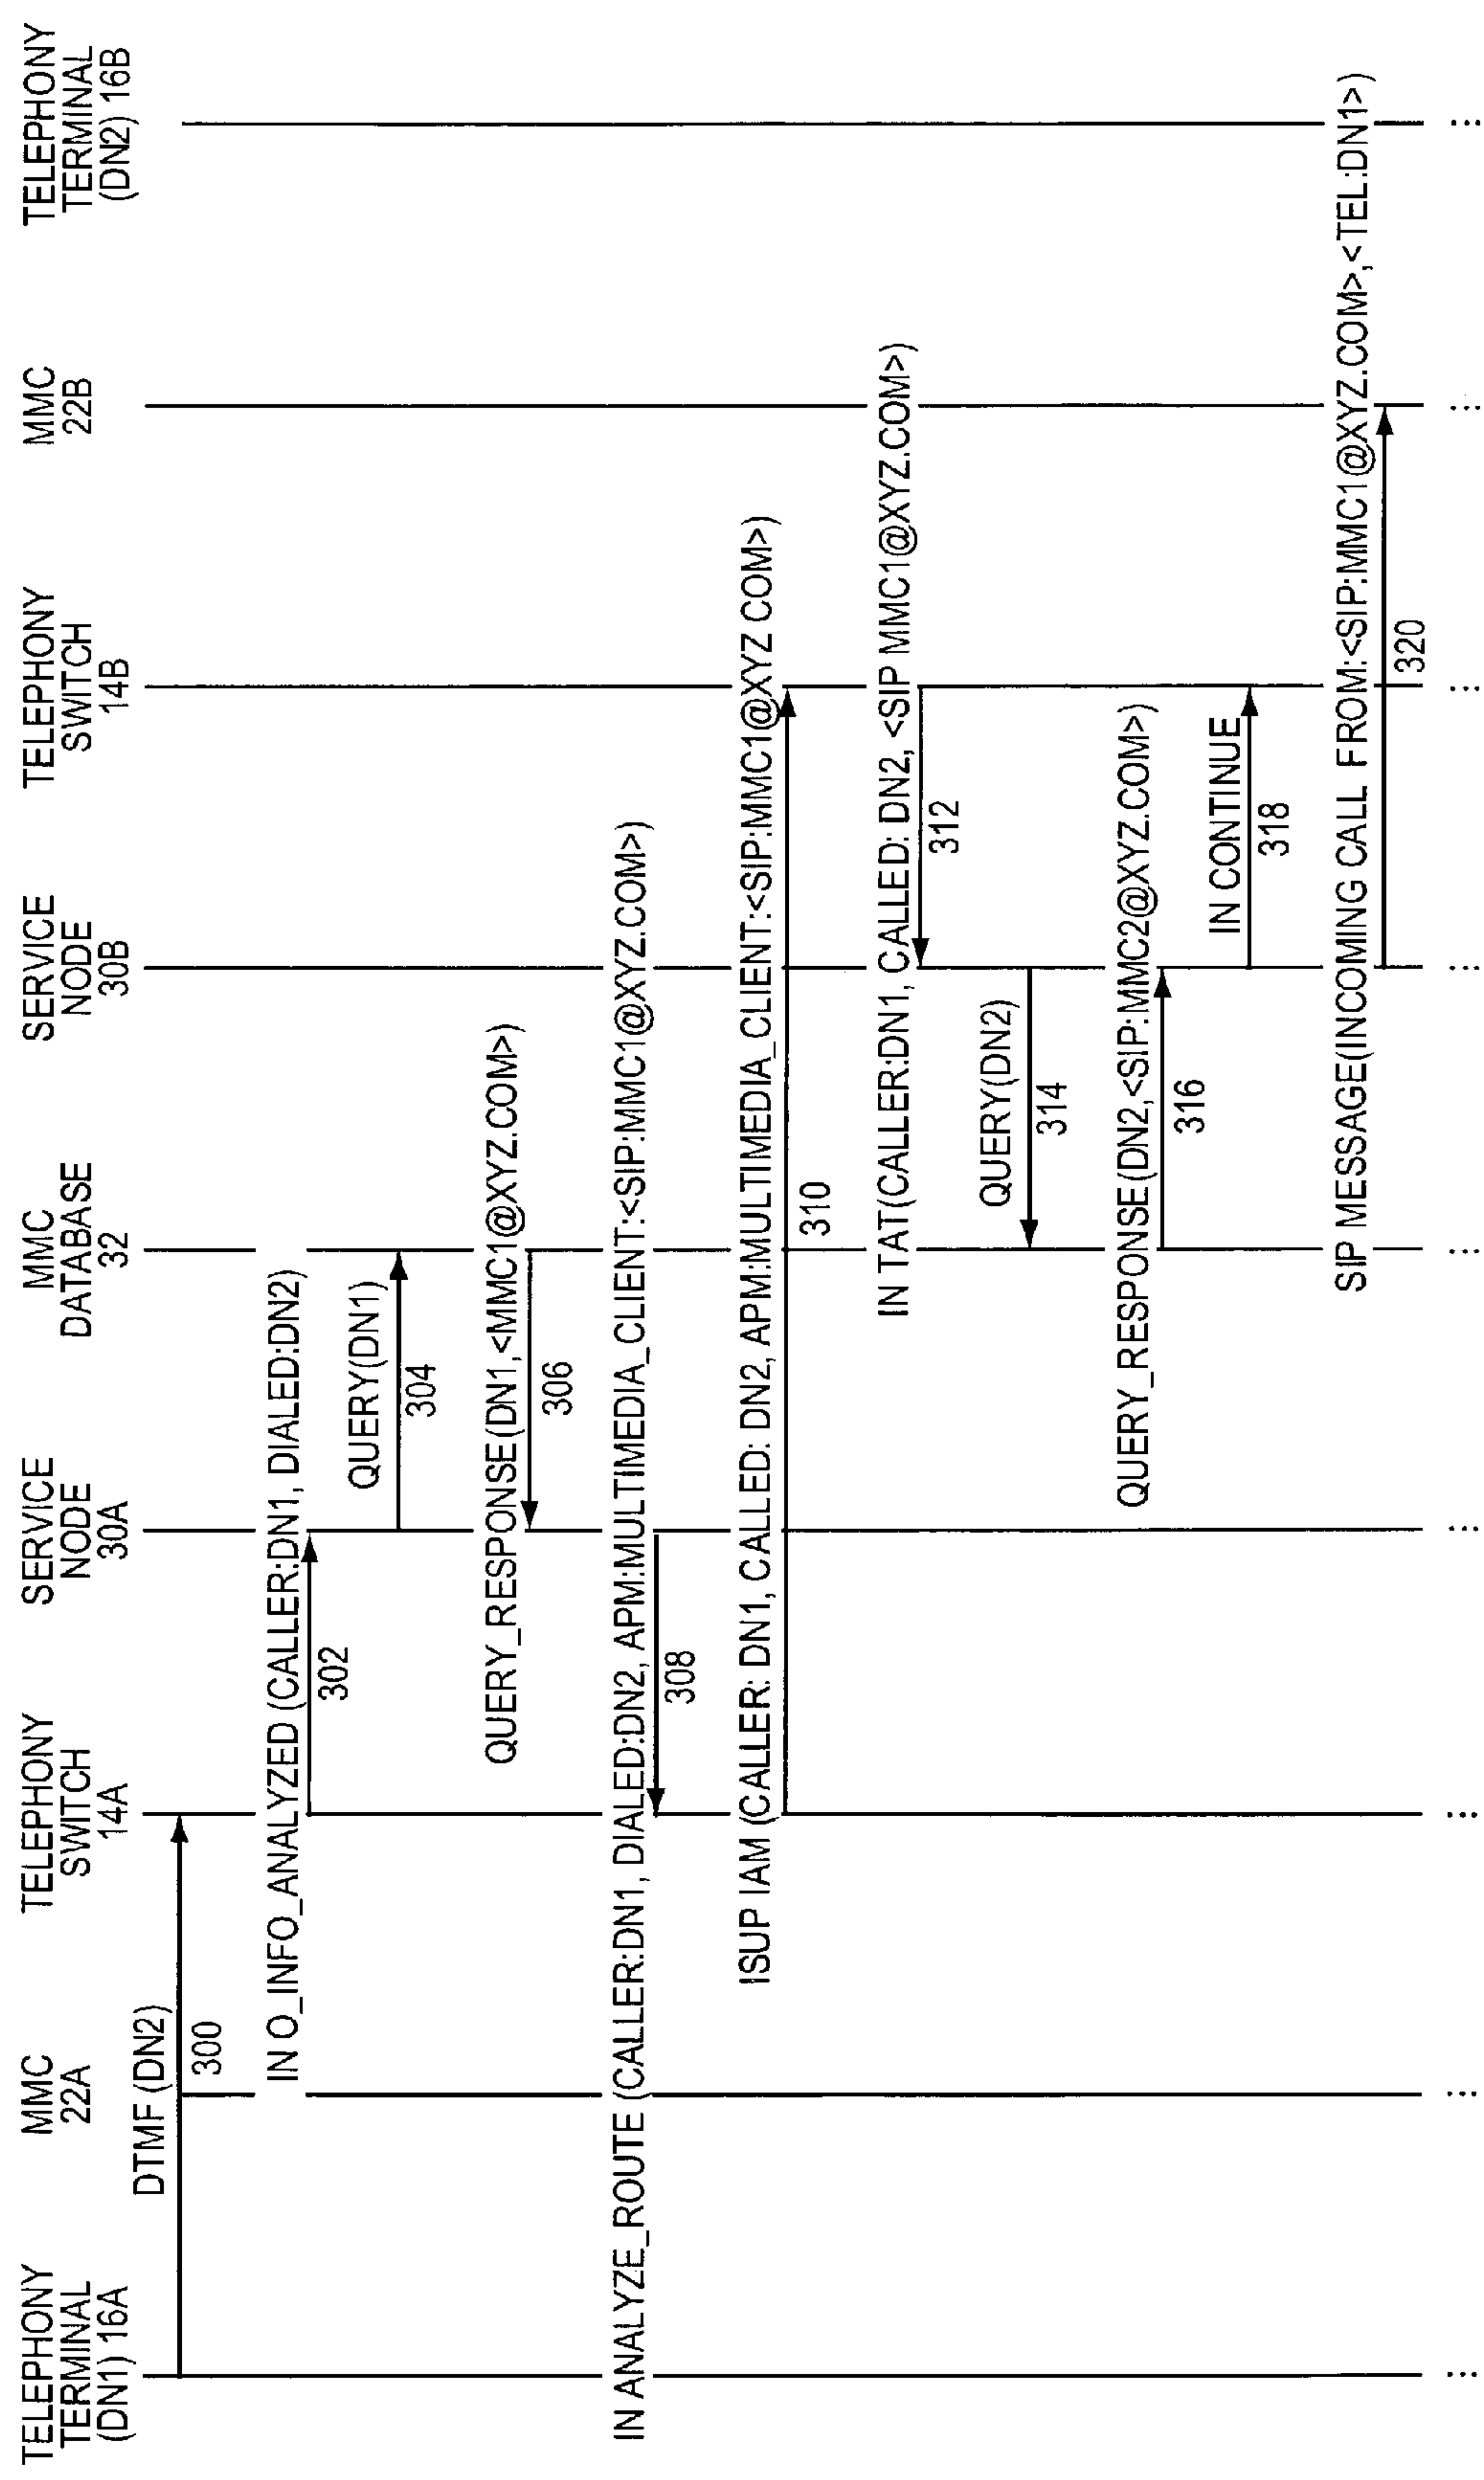 TELEPHONY
TERMINAL
(DN1) 16A
MMC
22A
TELEPHONY
SWITCH
14A
SERVICE
NODE
30A
MMC
DATABASE
32
SERVICE
NODE
30B
TELEPHONY
SWITCH
14B
MMC
22B
TELEPHONY
TERMINAL
(DN2) 16B
DTMF (DN2)
300
IN O_INFO_ANALYZED (CALLER:DN1, DIALED:DN2)
302
QUERY(DN1)
304
QUERY_RESPONSE(DN1,<MMC1@XYZ.COM>)
306
IN ANALYZE_ROUTE (CALLER:DN1, DIALED:DN2, APM:MULTIMEDIA_CLIENT:<SIP:MMC1@XYZ.COM>)
308
ISUP IAM (CALLER: DN1, CALLED: DN2, APM:MULTIMEDIA_CLIENT:<SIP:MMC1@XYZ COM>)
310
IN TAT(CALLER:DN1, CALLED: DN2, <SIP MMC1@XYZ.COM>)
312
QUERY(DN2)
314
QUERY_RESPONSE(DN2,<SIP:MMC2@XYZ.COM>)
316
IN CONTINUE
318
SIP MESSAGE(INCOMING CALL FROM:<SIP:MMC1@XYZ.COM>,<TEL:DN1>)
320